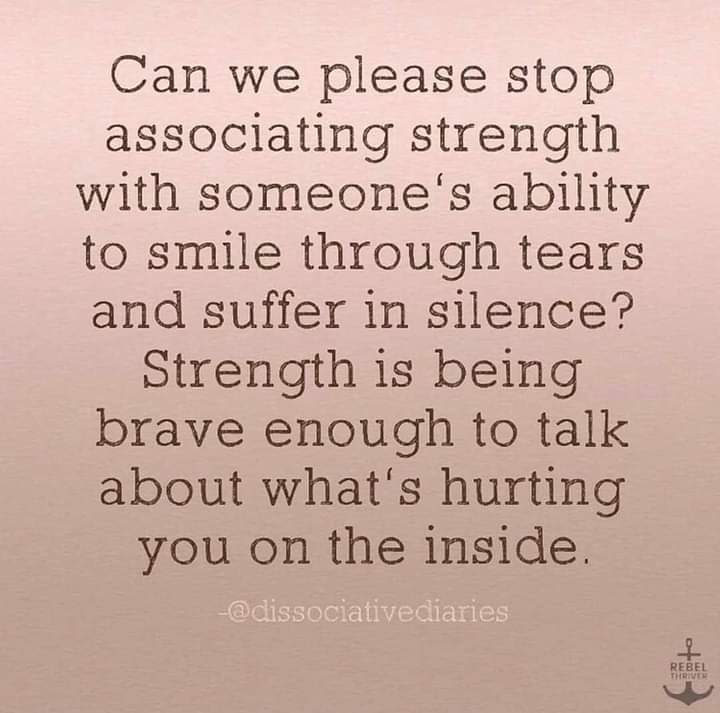 Can we please stop
associating strength
with someone's ability
to smile through tears
and suffer in silence?
Strength is being
brave enough to talk
about what's hurting
you on the inside.
-@dissociativediaries
REBEL
THRIVER